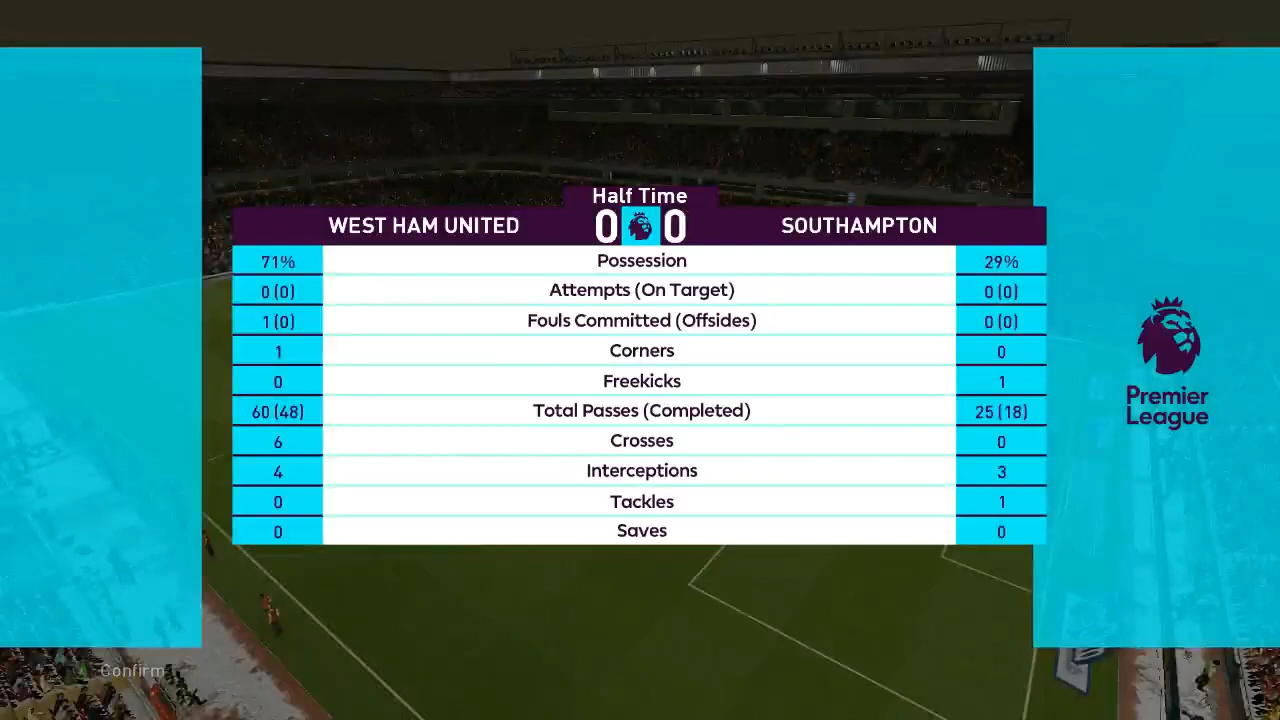 Half Time
WEST HAM UNITED 0 0 SOUTHAMPTON
71% Possession 29%
0 (0) Attempts (On Target) 0 (0)
1 (0) Fouls Committed (Offsides) 0 (0)
1 Corners 0
0 Freekicks 1
60 (48) Total Passes (Completed) 25 (18)
6 Crosses 0
4 Interceptions 3
0 Tackles 1
0 Saves 0
Premier
League
Confirm